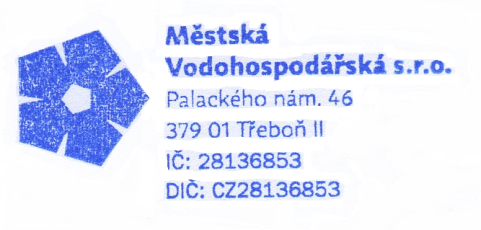 Městská
Vodohospodářská s.r.o.
Palackého nám. 46
379 01 Třeboň II
IČ: 28136853
DIČ: CZ28136853